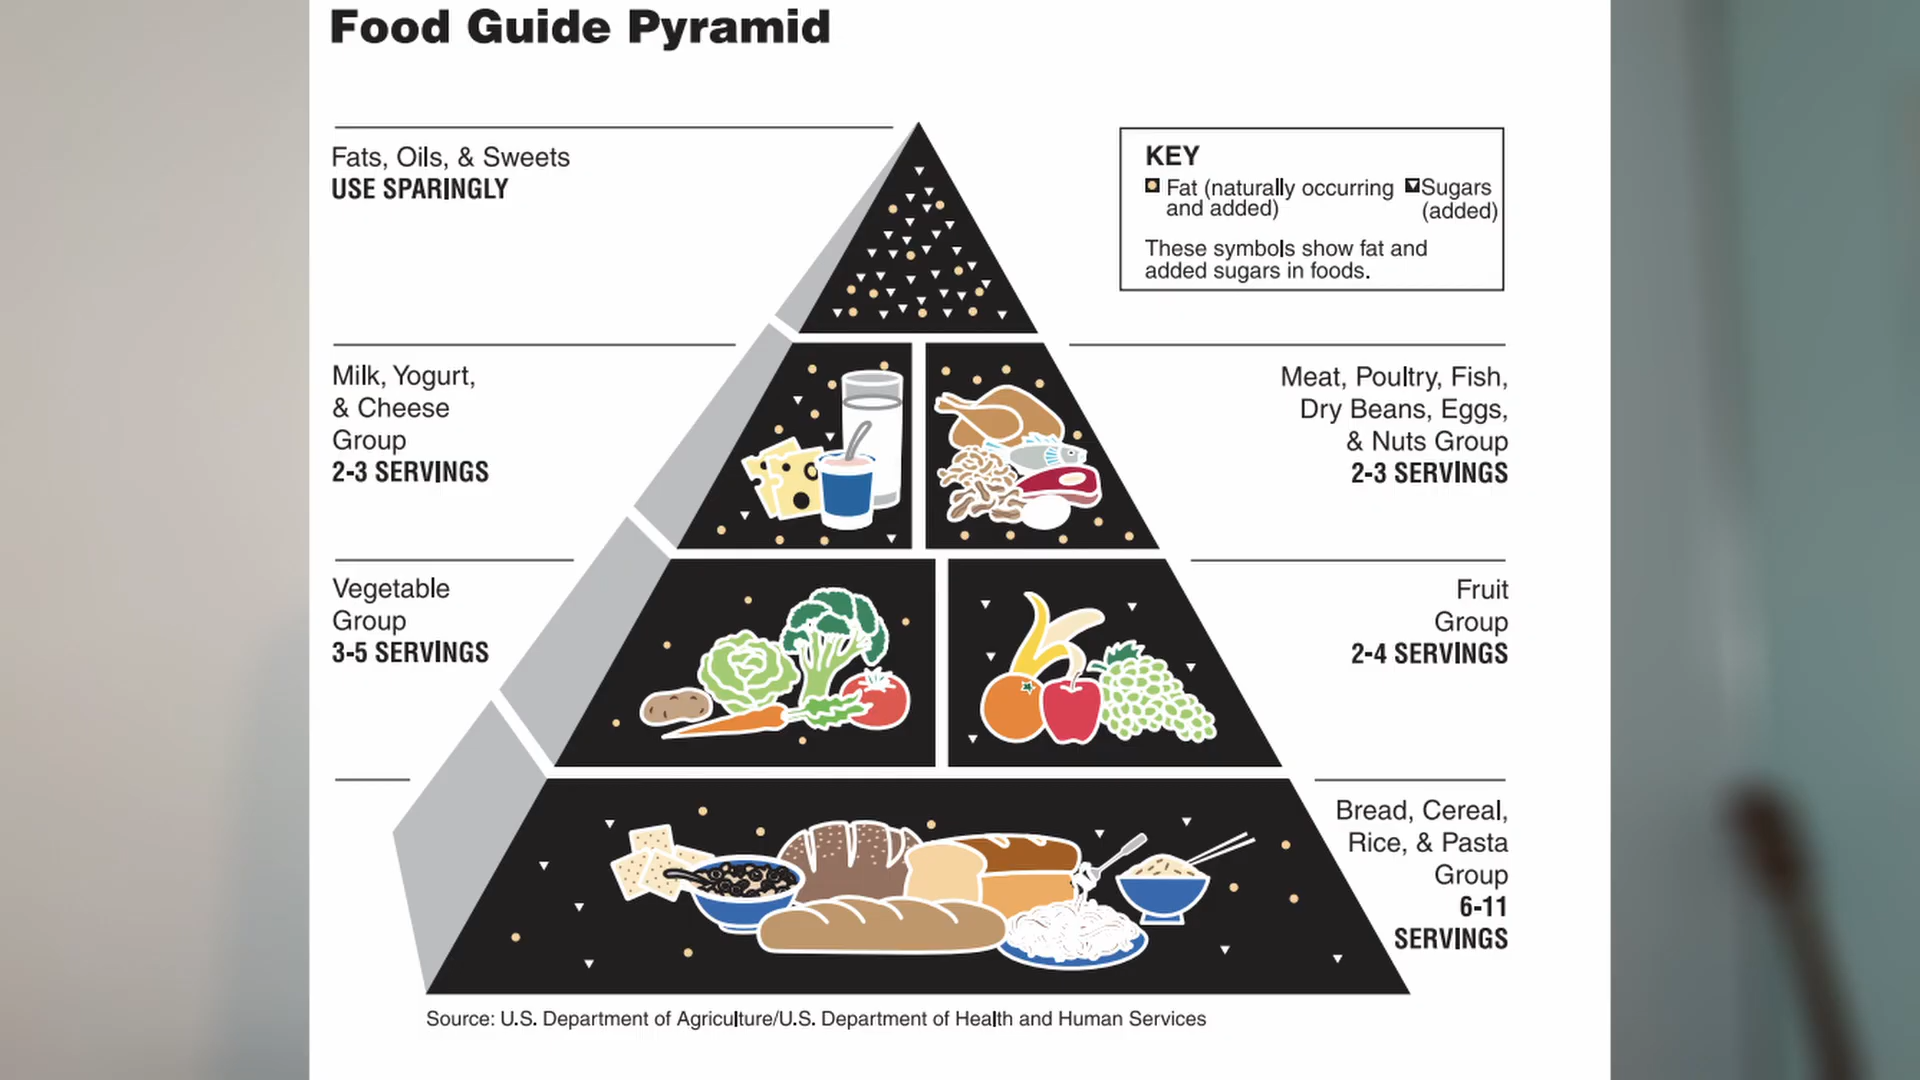 Food Guide Pyramid
Fats, Oils, & Sweets
USE SPARINGLY
KEY
Fat (naturally occurring
and added)
Sugars
(added)
These symbols show fat and
added sugars in foods.
Milk, Yogurt,
& Cheese
Group
2-3 SERVINGS
Meat, Poultry, Fish,
Dry Beans, Eggs,
& Nuts Group
2-3 SERVINGS
Vegetable
Group
3-5 SERVINGS
Fruit
Group
2-4 SERVINGS
Bread, Cereal,
Rice, & Pasta
Group
6-11
SERVINGS
Source: U.S. Department of Agriculture/U.S. Department of Health and Human Services